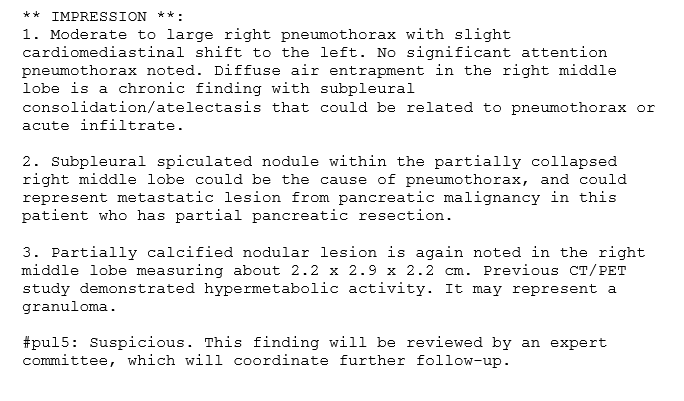 ** IMPRESSION **:
1. Moderate to large right pneumothorax with slight
cardiomediastinal shift to the left. No significant attention
pneumothorax noted. Diffuse air entrapment in the right middle
lobe is a chronic finding with subpleural
consolidation/atelectasis that could be related to pneumothorax or
acute infiltrate.
2. Subpleural spiculated nodule within the partially collapsed
right middle lobe could be the cause of pneumothorax, and could
represent metastatic lesion from pancreatic malignancy in this
patient who has partial pancreatic resection.
3. Partially calcified nodular lesion is again noted in the right
middle lobe measuring about 2.2 x 2.9 x 2.2 cm. Previous CT/PET
study demonstrated hypermetabolic activity. It may represent a
granuloma.
#pul5: Suspicious. This finding will be reviewed by an expert
committee, which will coordinate further follow-up.